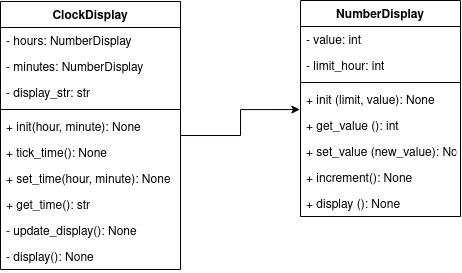 ClockDisplay
- hours: NumberDisplay
- minutes: NumberDisplay
- display_str: str
+ init(hour, minute): None
+ tick_time(): None
+ set_time(hour, minute): None
+ get_time(): str
- update_display(): None
- display(): None
NumberDisplay
- value: int
- limit_hour: int
+ init (limit, value): None
+ get_value (): int
+ set_value (new_value): No
+ increment(): None
+ display (): None